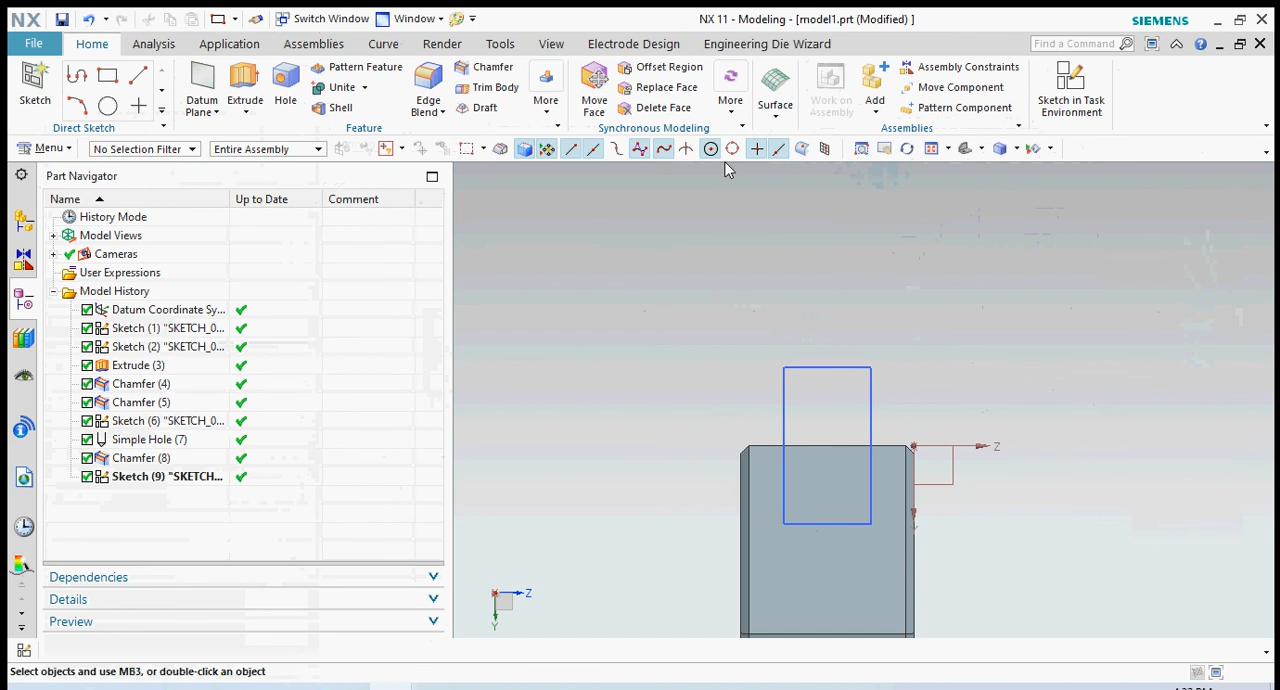 NX Switch Window Window NX 11 - Modeling - [model1.prt (Modified) ] SIEMENS
File Home Analysis Application Assemblies Curve Render Tools View Electrode Design Engineering Die Wizard Find a Command
Sketch
Direct Sketch
Datum Plane Extrude Hole
Pattern Feature
Unite
Shell
Edge Blend
Chamfer
Trim Body
Draft
More
Feature
Move Face
Offset Region
Replace Face
Delete Face
More
Synchronous Modeling
Surface
Work on Assembly
Add
Assembly Constraints
Move Component
Pattern Component
Assemblies
Sketch in Task Environment
Menu No Selection Filter Entire Assembly
Part Navigator
Name Up to Date Comment
History Mode
Model Views
Cameras
User Expressions
Model History
Datum Coordinate Sy...
Sketch (1) "SKETCH_0...
Sketch (2) "SKETCH_0...
Extrude (3)
Chamfer (4)
Chamfer (5)
Sketch (6) "SKETCH_0...
Simple Hole (7)
Chamfer (8)
Sketch (9) "SKETCH...
Dependencies
Details
Preview
Z
Z
Y
Select objects and use MB3, or double-click an object